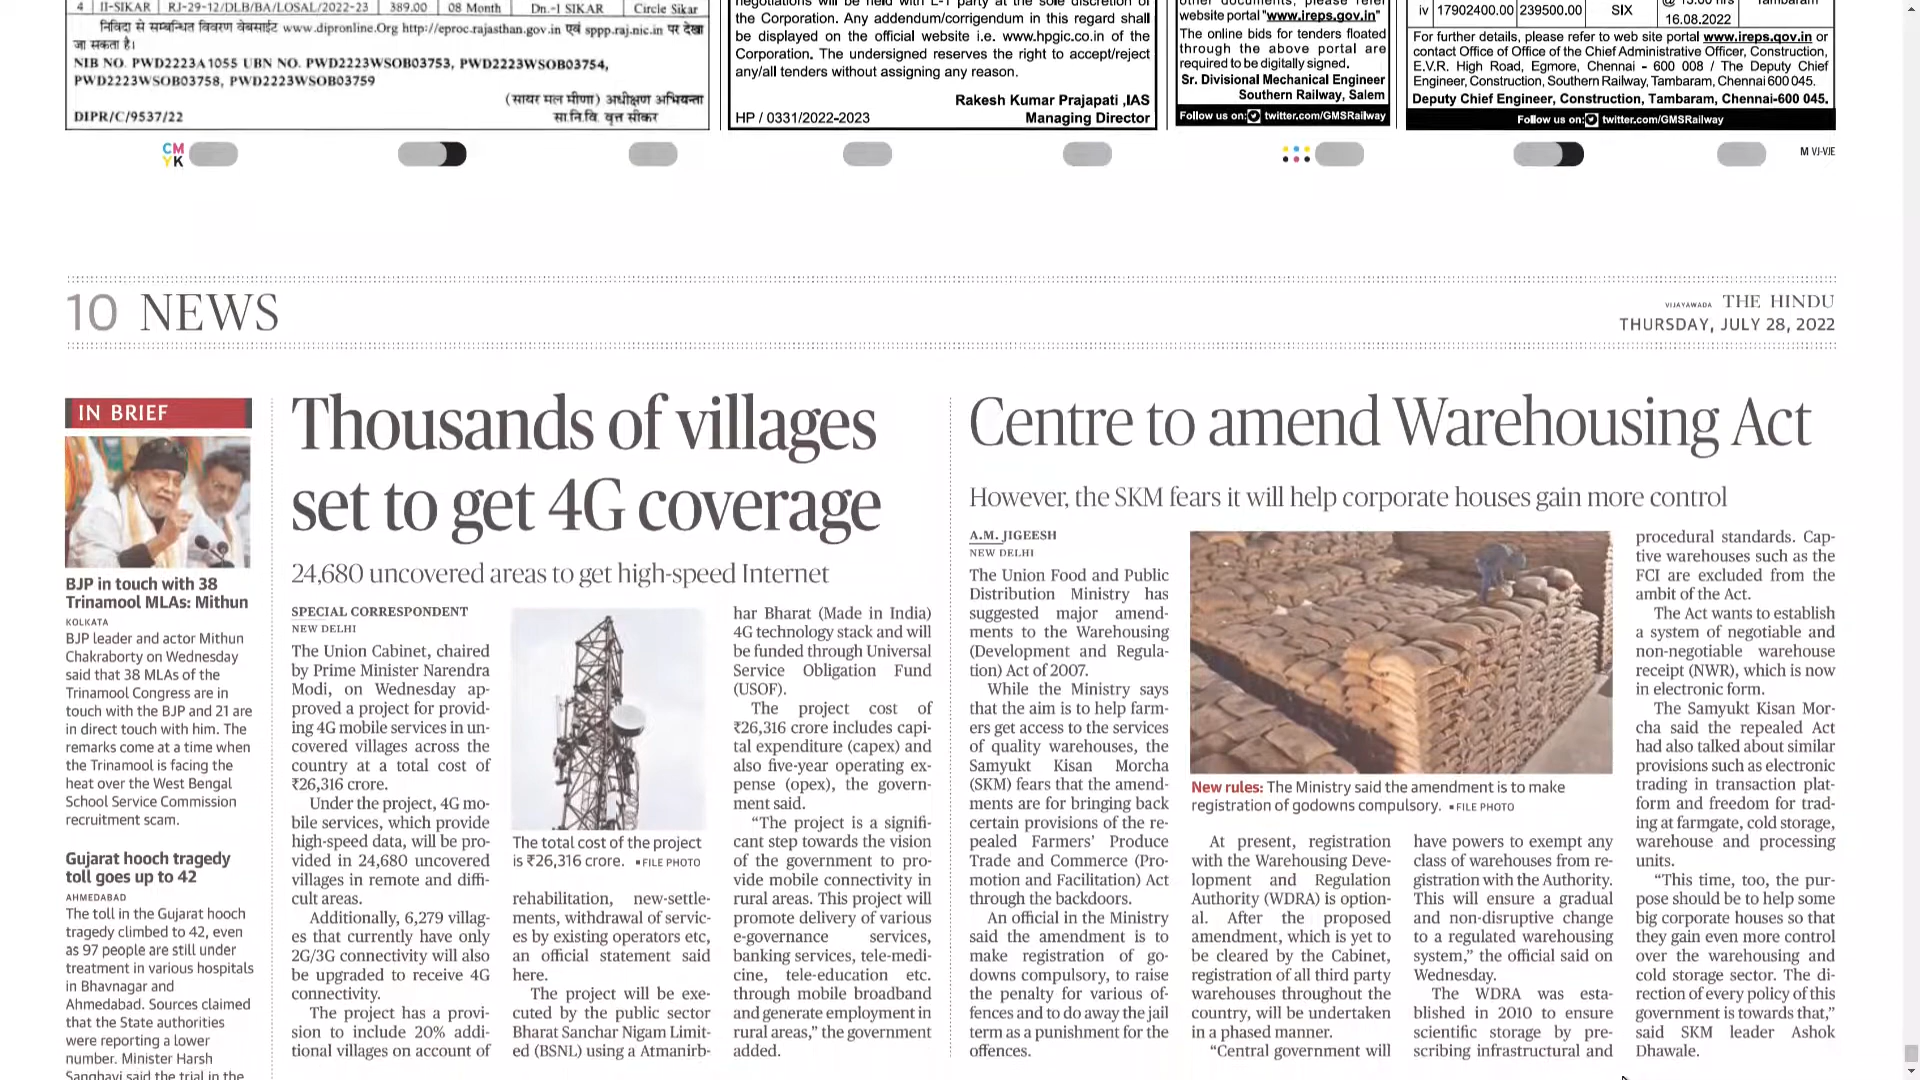 4 II-SIKAR RJ-29-12/DLB/BA/LOSAL/2022-23 389.00 08 Month Dn.-I SIKAR Circle Sikar
निविदा से सम्बन्धित विवरण वेबसाईट www.dipronline.Org http://eproc.rajasthan.gov.in एवं sppp.raj.nic.in पर देखा
जा सकता है।
NIB NO. PWD2223A1055 UBN NO. PWD2223WSOB03753, PWD2223WSOB03754,
PWD2223WSOB03758, PWD2223WSOB03759
(सायर मल मीणा) अधीक्षण अभियन्ता
DIPR/C/9537/22 सा.नि.वि. वृत्त सीकर
negotiations will be held with L-1 party at the sole discretion of
the Corporation. Any addendum/corrigendum in this regard shall
be displayed on the official website i.e. www.hpgic.co.in of the
Corporation. The undersigned reserves the right to accept/reject
any/all tenders without assigning any reason.
Rakesh Kumar Prajapati ,IAS
HP / 0331/2022-2023 Managing Director
other documents, please refer
website portal "www.ireps.gov.in"
The online bids for tenders floated
through the above portal are
required to be digitally signed.
Sr. Divisional Mechanical Engineer
Southern Railway, Salem
Follow us on: twitter.com/GMSRailway
iv 17902400.00 239500.00 SIX @ 15.00 hrs
16.08.2022 Tambaram
For further details, please refer to web site portal www.ireps.gov.in or
contact Office of Office of the Chief Administrative Officer, Construction,
E.V.R. High Road, Egmore, Chennai - 600 008 / The Deputy Chief
Engineer, Construction, Southern Railway, Tambaram, Chennai 600 045.
Deputy Chief Engineer, Construction, Tambaram, Chennai-600 045.
Follow us on: twitter.com/GMSRailway
CM
YK
M VJ-VJE
10 NEWS
VIJAYAWADA THE HINDU
THURSDAY, JULY 28, 2022
IN BRIEF
BJP in touch with 38
Trinamool MLAs: Mithun
KOLKATA
BJP leader and actor Mithun
Chakraborty on Wednesday
said that 38 MLAs of the
Trinamool Congress are in
touch with the BJP and 21 are
in direct touch with him. The
remarks come at a time when
the Trinamool is facing the
heat over the West Bengal
School Service Commission
recruitment scam.
Gujarat hooch tragedy
toll goes up to 42
AHMEDABAD
The toll in the Gujarat hooch
tragedy climbed to 42, even
as 97 people are still under
treatment in various hospitals
in Bhavnagar and
Ahmedabad. Sources claimed
that the State authorities
were reporting a lower
number. Minister Harsh
Sanghavi said the trial in the
Thousands of villages
set to get 4G coverage
24,680 uncovered areas to get high-speed Internet
SPECIAL CORRESPONDENT
NEW DELHI
The Union Cabinet, chaired
by Prime Minister Narendra
Modi, on Wednesday ap-
proved a project for provid-
ing 4G mobile services in un-
covered villages across the
country at a total cost of
₹26,316 crore.
Under the project, 4G mo-
bile services, which provide
high-speed data, will be pro-
vided in 24,680 uncovered
villages in remote and diffi-
cult areas.
Additionally, 6,279 villag-
es that currently have only
2G/3G connectivity will also
be upgraded to receive 4G
connectivity.
The project has a provi-
sion to include 20% addi-
tional villages on account of
The total cost of the project
is ₹26,316 crore. ▪FILE PHOTO
rehabilitation, new-settle-
ments, withdrawal of servic-
es by existing operators etc,
an official statement said
here.
The project will be exe-
cuted by the public sector
Bharat Sanchar Nigam Limit-
ed (BSNL) using a Atmanirb-
har Bharat (Made in India)
4G technology stack and will
be funded through Universal
Service Obligation Fund
(USOF).
The project cost of
₹26,316 crore includes capi-
tal expenditure (capex) and
also five-year operating ex-
pense (opex), the govern-
ment said.
“The project is a signifi-
cant step towards the vision
of the government to pro-
vide mobile connectivity in
rural areas. This project will
promote delivery of various
e-governance services,
banking services, tele-medi-
cine, tele-education etc.
through mobile broadband
and generate employment in
rural areas,” the government
added.
Centre to amend Warehousing Act
However, the SKM fears it will help corporate houses gain more control
A.M. JIGEESH
NEW DELHI
The Union Food and Public
Distribution Ministry has
suggested major amend-
ments to the Warehousing
(Development and Regula-
tion) Act of 2007.
While the Ministry says
that the aim is to help farm-
ers get access to the services
of quality warehouses, the
Samyukt Kisan Morcha
(SKM) fears that the amend-
ments are for bringing back
certain provisions of the re-
pealed Farmers’ Produce
Trade and Commerce (Pro-
motion and Facilitation) Act
through the backdoors.
An official in the Ministry
said the amendment is to
make registration of go-
downs compulsory, to raise
the penalty for various of-
fences and to do away the jail
term as a punishment for the
offences.
New rules: The Ministry said the amendment is to make
registration of godowns compulsory. ▪FILE PHOTO
At present, registration
with the Warehousing Deve-
lopment and Regulation
Authority (WDRA) is option-
al. After the proposed
amendment, which is yet to
be cleared by the Cabinet,
registration of all third party
warehouses throughout the
country, will be undertaken
in a phased manner.
“Central government will
have powers to exempt any
class of warehouses from re-
gistration with the Authority.
This will ensure a gradual
and non-disruptive change
to a regulated warehousing
system,” the official said on
Wednesday.
The WDRA was esta-
blished in 2010 to ensure
scientific storage by pre-
scribing infrastructural and
procedural standards. Cap-
tive warehouses such as the
FCI are excluded from the
ambit of the Act.
The Act wants to establish
a system of negotiable and
non-negotiable warehouse
receipt (NWR), which is now
in electronic form.
The Samyukt Kisan Mor-
cha said the repealed Act
had also talked about similar
provisions such as electronic
trading in transaction plat-
form and freedom for trad-
ing at farmgate, cold storage,
warehouse and processing
units.
“This time, too, the pur-
pose should be to help some
big corporate houses so that
they gain even more control
over the warehousing and
cold storage sector. The di-
rection of every policy of this
government is towards that,”
said SKM leader Ashok
Dhawale.